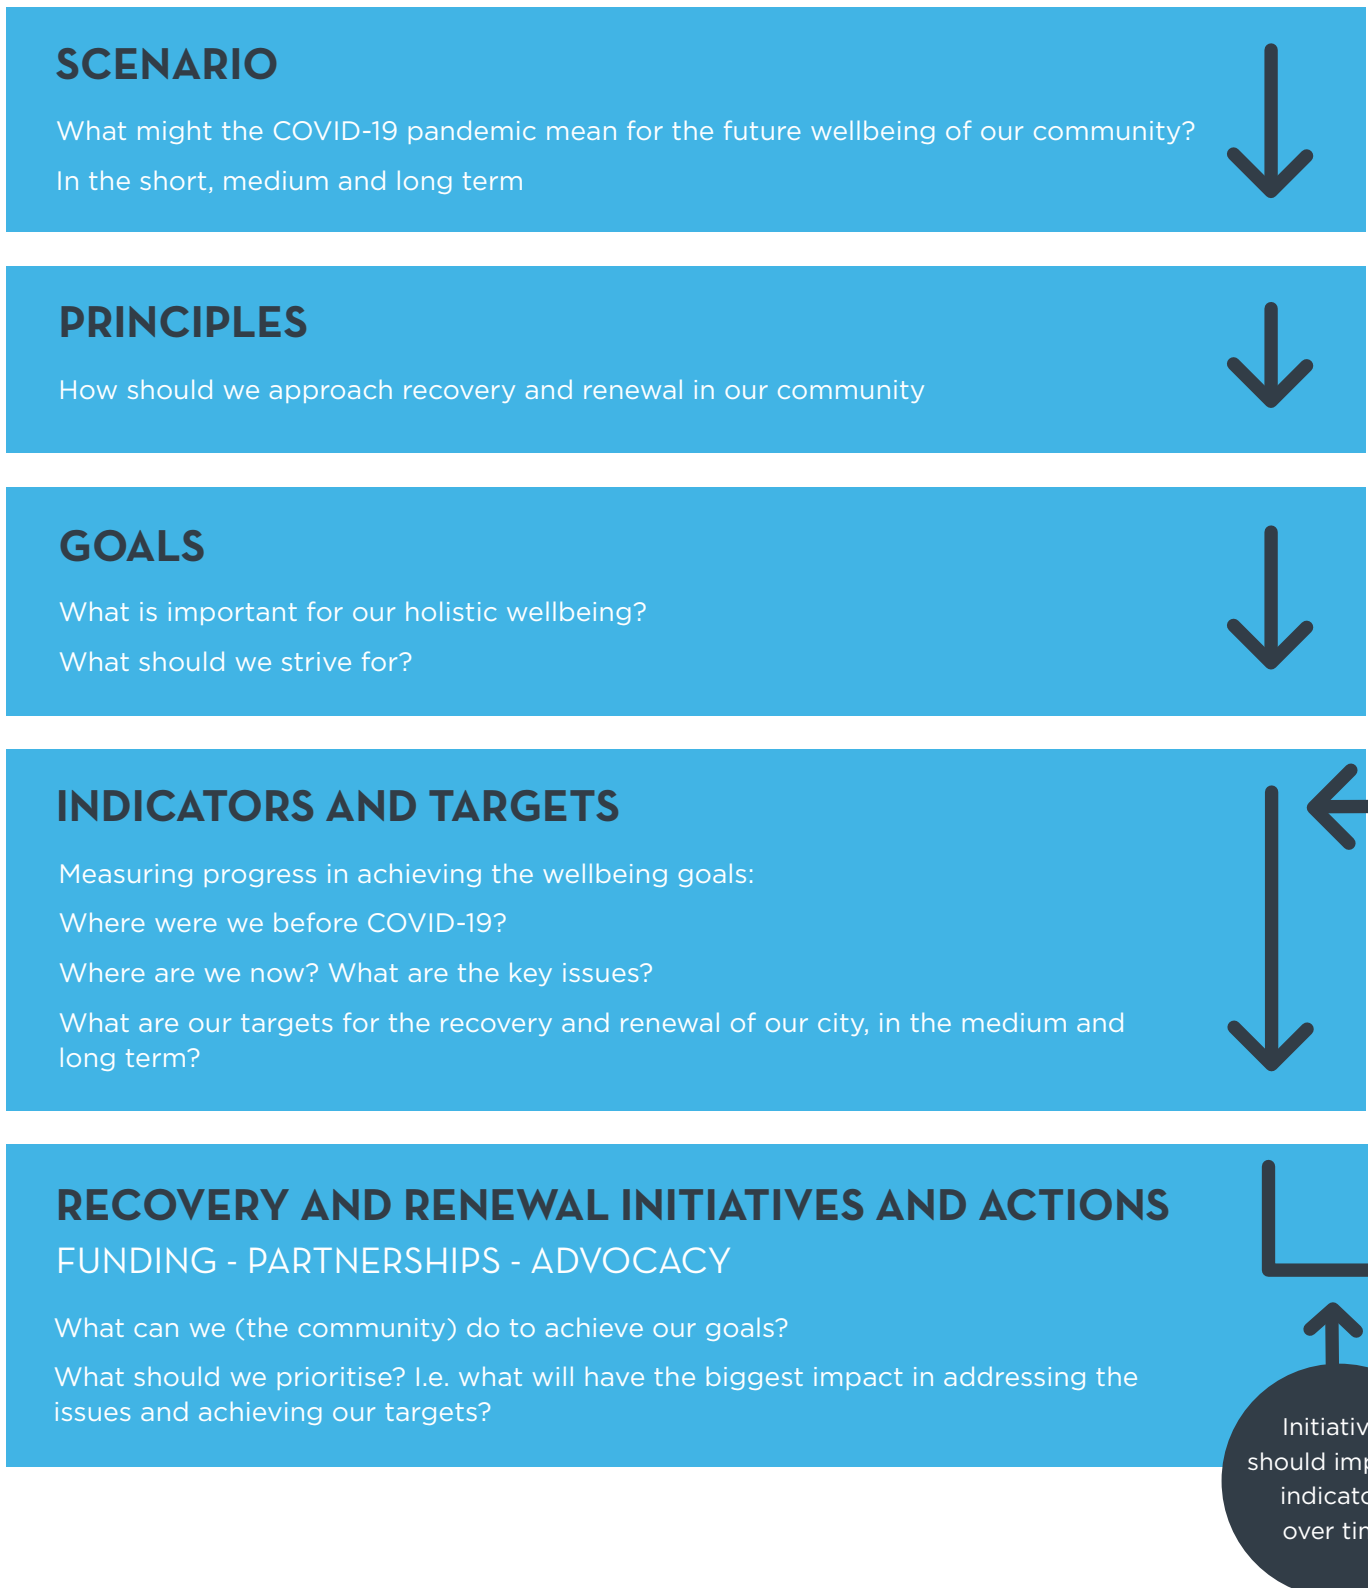 SCENARIO
What might the COVID-19 pandemic mean for the future wellbeing of our community?
In the short, medium and long term
PRINCIPLES
How should we approach recovery and renewal in our community
GOALS
What is important for our holistic wellbeing?
What should we strive for?
INDICATORS AND TARGETS
Measuring progress in achieving the wellbeing goals:
Where were we before COVID-19?
Where are we now? What are the key issues?
What are our targets for the recovery and renewal of our city, in the medium and
long term?
RECOVERY AND RENEWAL INITIATIVES AND ACTIONS
FUNDING - PARTNERSHIPS - ADVOCACY
What can we (the community) do to achieve our goals?
What should we prioritise? I.e. what will have the biggest impact in addressing the
issues and achieving our targets?
should
over